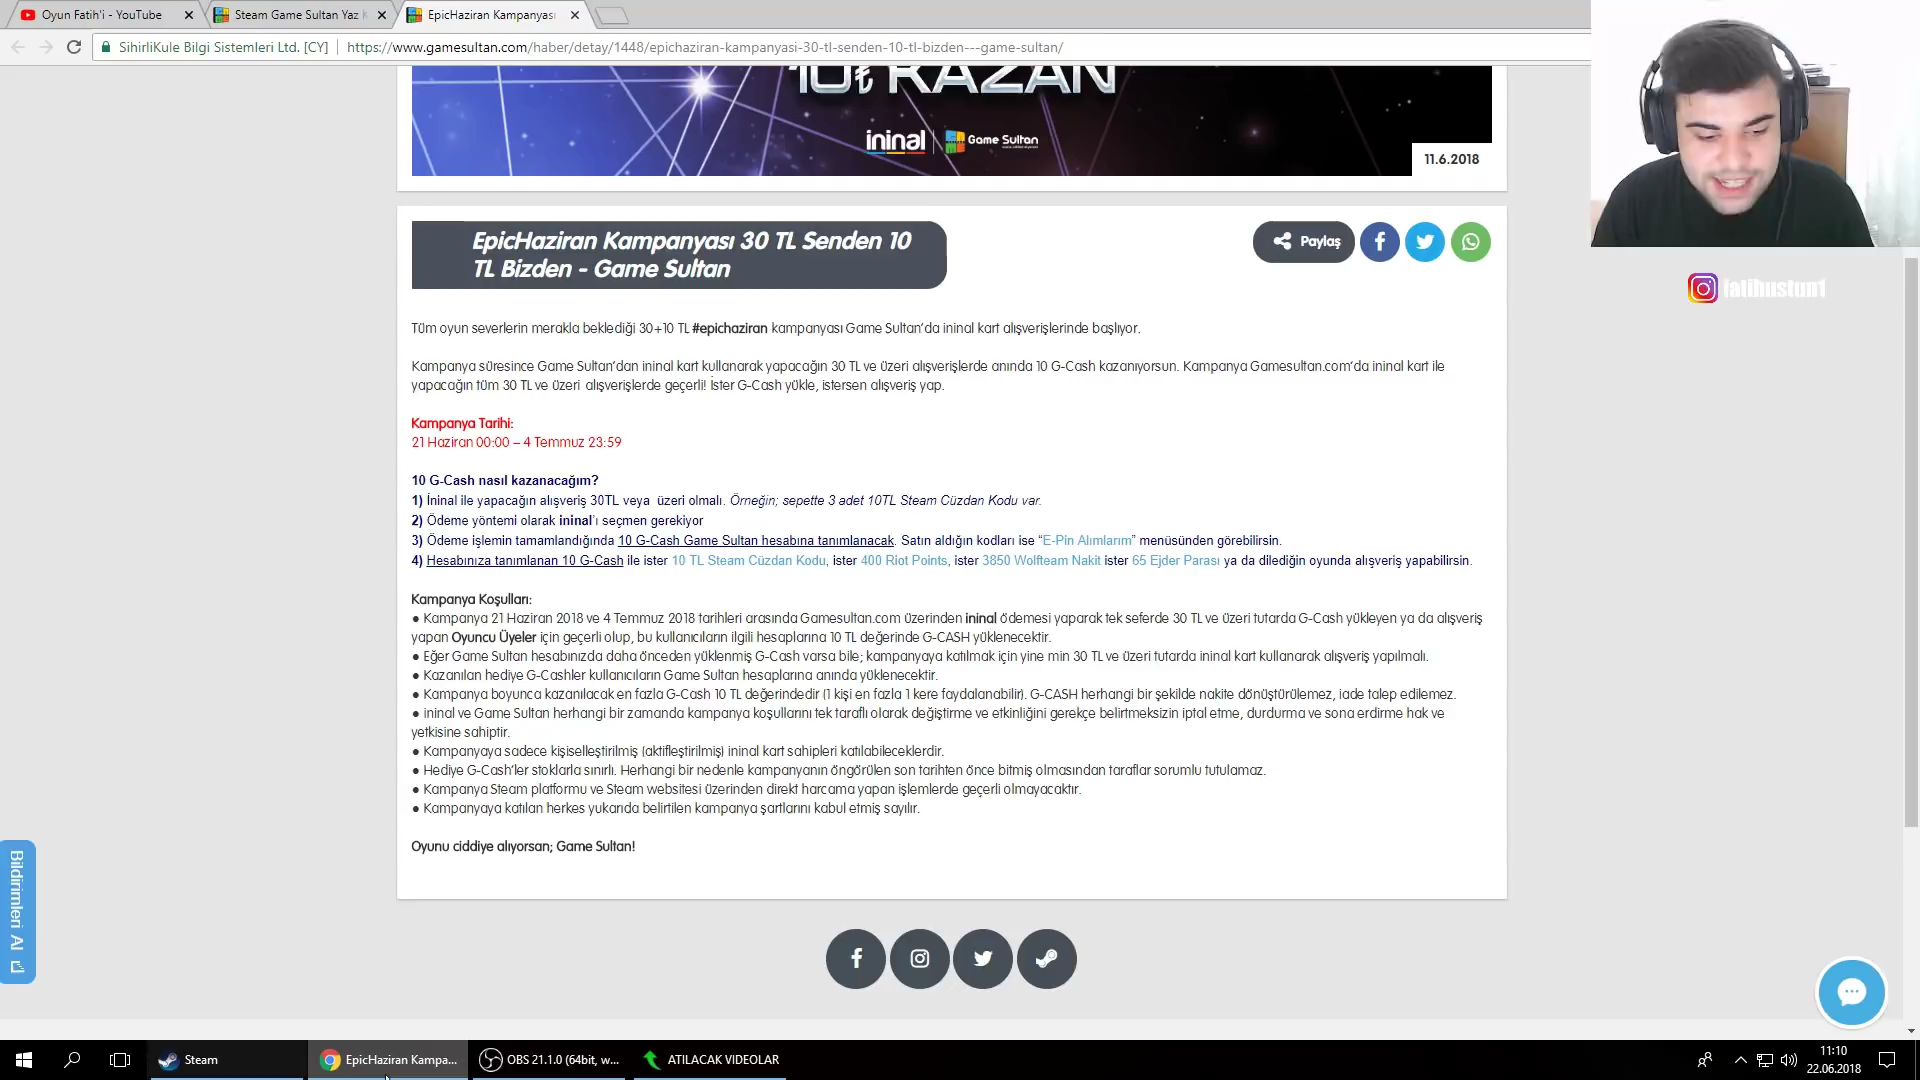 Oyun Fatih'i - YouTube
Steam Game Sultan Yaz
EpicHaziran Kampanyası
SihirliKule Bilgi Sistemleri Ltd. [CY]
https://www.gamesultan.com/haber/detay/1448/epichaziran-kampanyasi-30-tl-senden-10-tl-bizden---game-sultan/
10₺ KAZAN
ininal
Game Sultan
11.6.2018
EpicHaziran Kampanyası 30 TL Senden 10
TL Bizden - Game Sultan
Paylaş
fatihustun1
Tüm oyun severlerin merakla beklediği 30+10 TL #epichaziran kampanyası Game Sultan’da ininal kart alışverişlerinde başlıyor.
Kampanya süresince Game Sultan’dan ininal kart kullanarak yapacağın 30 TL ve üzeri alışverişlerde anında 10 G-Cash kazanıyorsun. Kampanya Gamesultan.com’da ininal kart ile
yapacağın tüm 30 TL ve üzeri alışverişlerde geçerli! İster G-Cash yükle, istersen alışveriş yap.
Kampanya Tarihi:
21 Haziran 00:00 – 4 Temmuz 23:59
10 G-Cash nasıl kazanacağım?
1) İninal ile yapacağın alışveriş 30TL veya üzeri olmalı. Örneğin; sepette 3 adet 10TL Steam Cüzdan Kodu var.
2) Ödeme yöntemi olarak ininal’ı seçmen gerekiyor
3) Ödeme işlemin tamamlandığında 10 G-Cash Game Sultan hesabına tanımlanacak. Satın aldığın kodları ise “E-Pin Alımlarım” menüsünden görebilirsin.
4) Hesabınıza tanımlanan 10 G-Cash ile ister 10 TL Steam Cüzdan Kodu, ister 400 Riot Points, ister 3850 Wolfteam Nakit ister 65 Ejder Parası ya da dilediğin oyunda alışveriş yapabilirsin.
Kampanya Koşulları:
● Kampanya 21 Haziran 2018 ve 4 Temmuz 2018 tarihleri arasında Gamesultan.com üzerinden ininal ödemesi yaparak tek seferde 30 TL ve üzeri tutarda G-Cash yükleyen ya da alışveriş
yapan Oyuncu Üyeler için geçerli olup, bu kullanıcıların ilgili hesaplarına 10 TL değerinde G-CASH yüklenecektir.
● Eğer Game Sultan hesabınızda daha önceden yüklenmiş G-Cash varsa bile; kampanyaya katılmak için yine min 30 TL ve üzeri tutarda ininal kart kullanarak alışveriş yapılmalı.
● Kazanılan hediye G-Cashler kullanıcıların Game Sultan hesaplarına anında yüklenecektir.
● Kampanya boyunca kazanılacak en fazla G-Cash 10 TL değerindedir (1 kişi en fazla 1 kere faydalanabilir). G-CASH herhangi bir şekilde nakite dönüştürülemez, iade talep edilemez.
● ininal ve Game Sultan herhangi bir zamanda kampanya koşullarını tek taraflı olarak değiştirme ve etkinliğini gerekçe belirtmeksizin iptal etme, durdurma ve sona erdirme hak ve
yetkisine sahiptir.
● Kampanyaya sadece kişiselleştirilmiş (aktifleştirilmiş) ininal kart sahipleri katılabileceklerdir.
● Hediye G-Cash’ler stoklarla sınırlı. Herhangi bir nedenle kampanyanın öngörülen son tarihten önce bitmiş olmasından taraflar sorumlu tutulamaz.
● Kampanya Steam platformu ve Steam websitesi üzerinden direkt harcama yapan işlemlerde geçerli olmayacaktır.
● Kampanyaya katılan herkes yukarıda belirtilen kampanya şartlarını kabul etmiş sayılır.
Oyunu ciddiye alıyorsan; Game Sultan!
Bildirimleri Al
Steam
EpicHaziran Kampa...
OBS 21.1.0 (64bit, w...
ATILACAK VIDEOLAR
11:10
22.06.2018